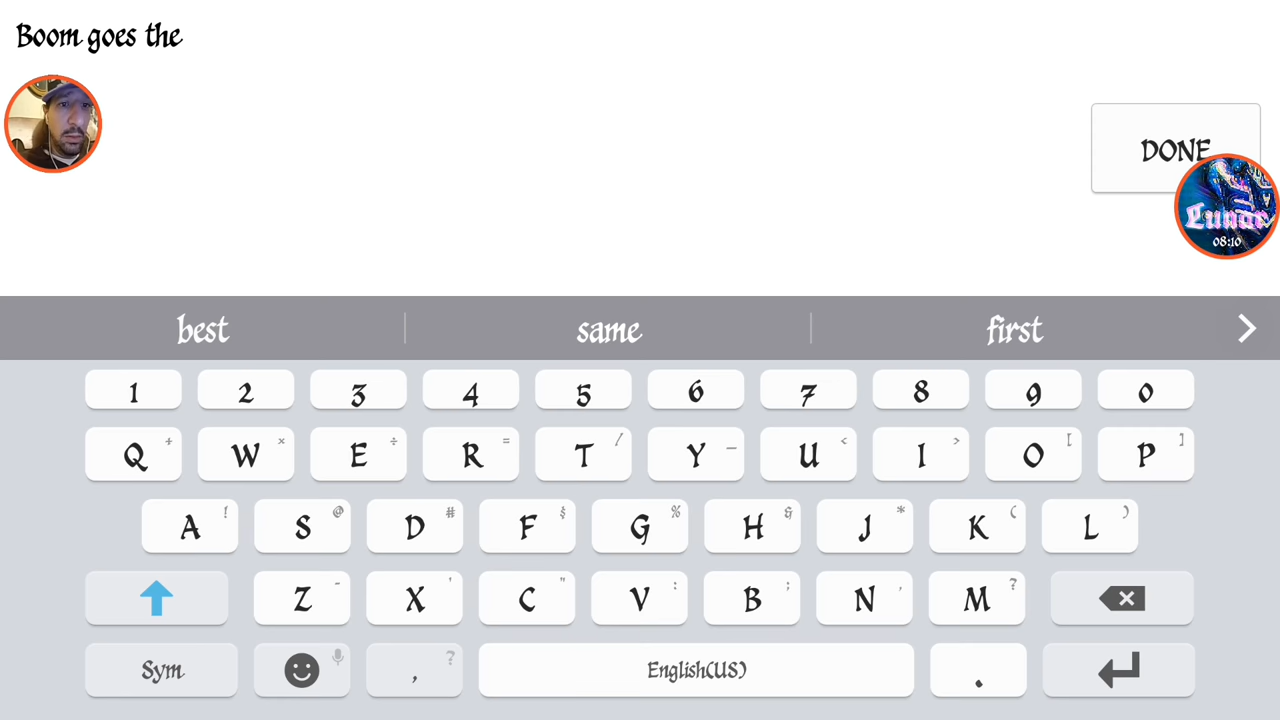 Boom goes the
DONE
Lunar
08:10
best same first
1 2 3 4 5 6 7 8 9 0
Q + W × E ÷ R = T / Y _ U < I > O [ P ]
A ! S @ D # F $ G % H & J * K ( L )
Z - X ' C " V : B ; N , M ?
Sym , ? English(US) .